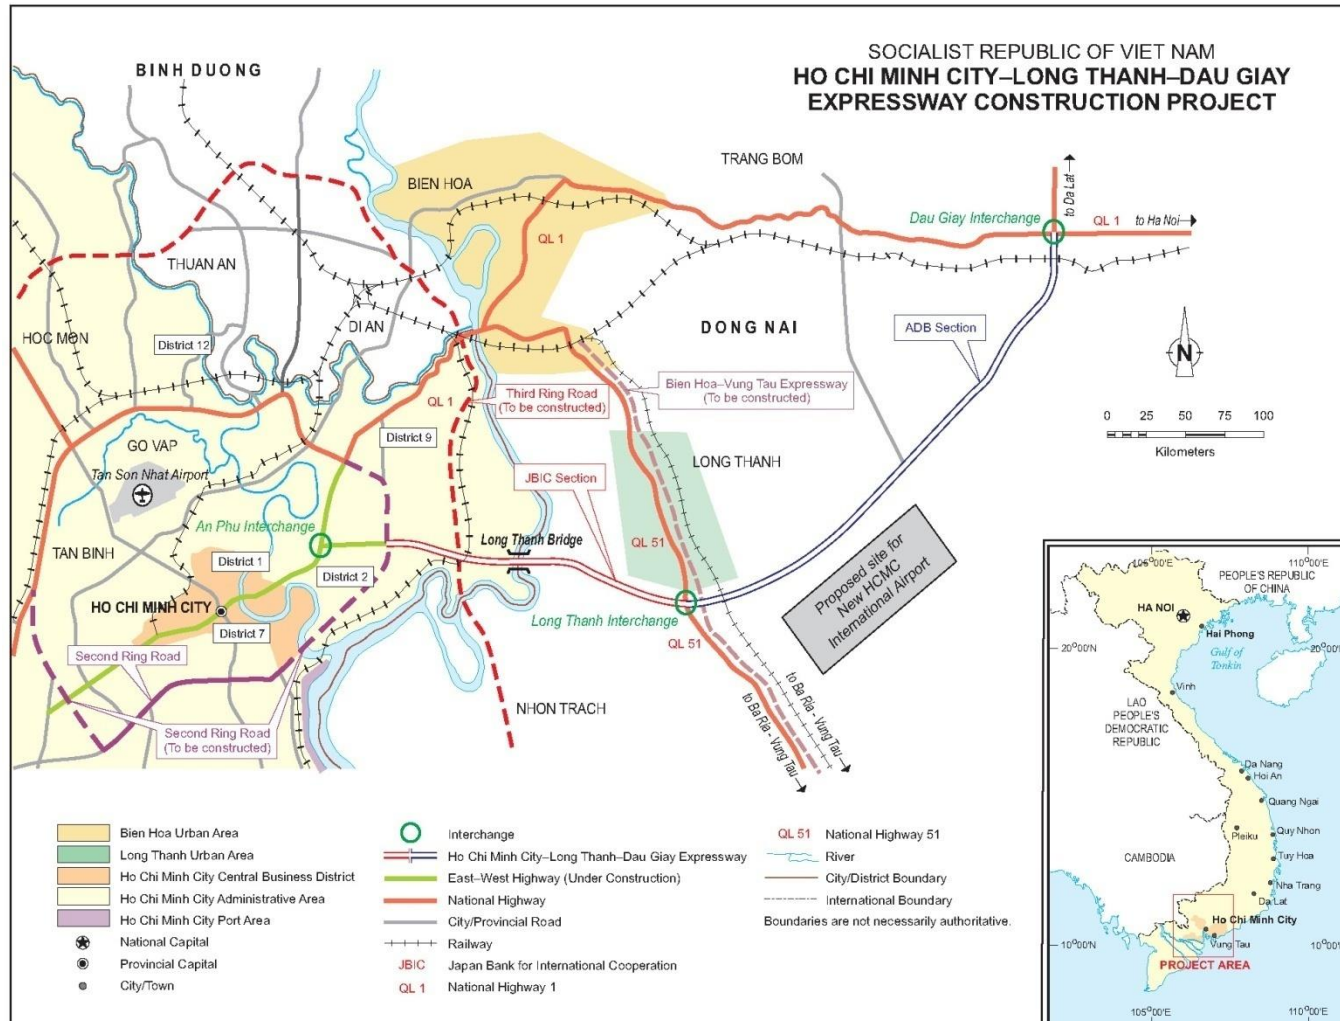 SOCIALIST REPUBLIC OF VIET NAM
HO CHI MINH CITY–LONG THANH–DAU GIAY
EXPRESSWAY CONSTRUCTION PROJECT
BINH DUONG
TRANG BOM
to Da Lat
BIEN HOA
Dau Giay Interchange
QL 1
to Ha Noi
QL 1
THUAN AN
DI AN
DONG NAI
ADB Section
HOC MON
District 12
N
QL 1
Third Ring Road
(To be constructed)
Bien Hoa–Vung Tau Expressway
(To be constructed)
0 25 50 75 100
Kilometers
GO VAP
District 9
Tan Son Nhat Airport
LONG THANH
JBIC Section
An Phu Interchange
Long Thanh Bridge
QL 51
TAN BINH
District 1
District 2
Proposed site for
New HCMC
International Airport
HO CHI MINH CITY
Long Thanh Interchange
District 7
QL 51
Second Ring Road
to Ba Ria - Vung Tau
to Ba Ria - Vung Tau
NHON TRACH
Second Ring Road
(To be constructed)
Bien Hoa Urban Area
Long Thanh Urban Area
Ho Chi Minh City Central Business District
Ho Chi Minh City Administrative Area
Ho Chi Minh City Port Area
National Capital
Provincial Capital
City/Town
Interchange
Ho Chi Minh City–Long Thanh–Dau Giay Expressway
East–West Highway (Under Construction)
National Highway
City/Provincial Road
Railway
JBIC Japan Bank for International Cooperation
QL 1 National Highway 1
QL 51 National Highway 51
River
City/District Boundary
International Boundary
Boundaries are not necessarily authoritative.
105°00'E
110°00'E
PEOPLE'S REPUBLIC
OF CHINA
HA NOI
Hai Phong
20°00'N
Gulf of
Tonkin
20°00'N
Vinh
LAO
PEOPLE'S
DEMOCRATIC
REPUBLIC
Da Nang
Hoi An
Quang Ngai
Pleiku
Quy Nhon
CAMBODIA
Tuy Hoa
Nha Trang
Da Lat
Ho Chi Minh City
10°00'N
Vung Tau
10°00'N
PROJECT AREA
105°00'E
110°00'E